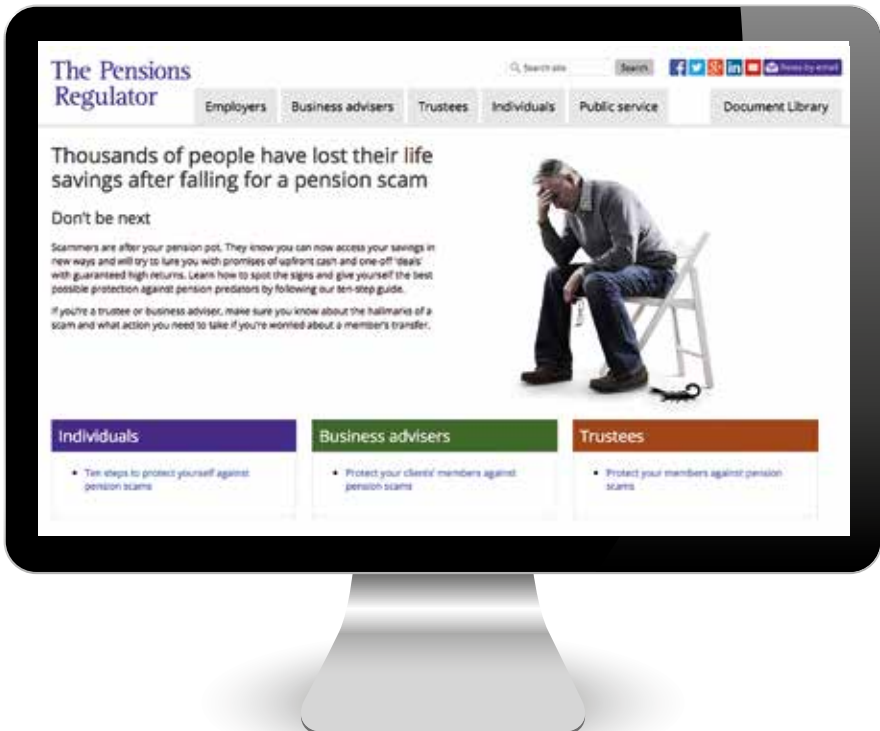 The Pensions
Regulator
Search site
Search
News by email
Employers
Business advisers
Trustees
Individuals
Public service
Document Library
Thousands of people have lost their life
savings after falling for a pension scam
Don't be next
Scammers are after your pension pot. They know you can now access your savings in
new ways and will try to lure you with promises of upfront cash and one-off 'deals'
with guaranteed high returns. Learn how to spot the signs and give yourself the best
possible protection against pension predators by following our ten-step guide.
If you're a trustee or business adviser, make sure you know about the hallmarks of a
scam and what action you need to take if you're worried about a member's transfer.
Individuals
• Ten steps to protect yourself against
pension scams
Business advisers
• Protect your clients' members against
pension scams
Trustees
• Protect your members against pension
scams